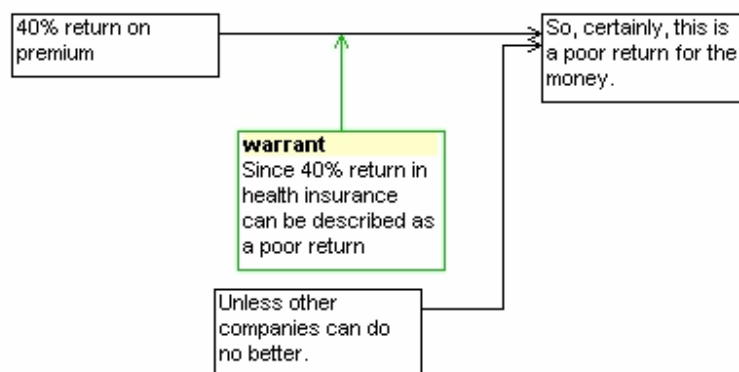 40% return on
premium
So, certainly, this is
a poor return for the
money.
warrant
Since 40% return in
health insurance
can be described as
a poor return
Unless other
companies can do
no better.